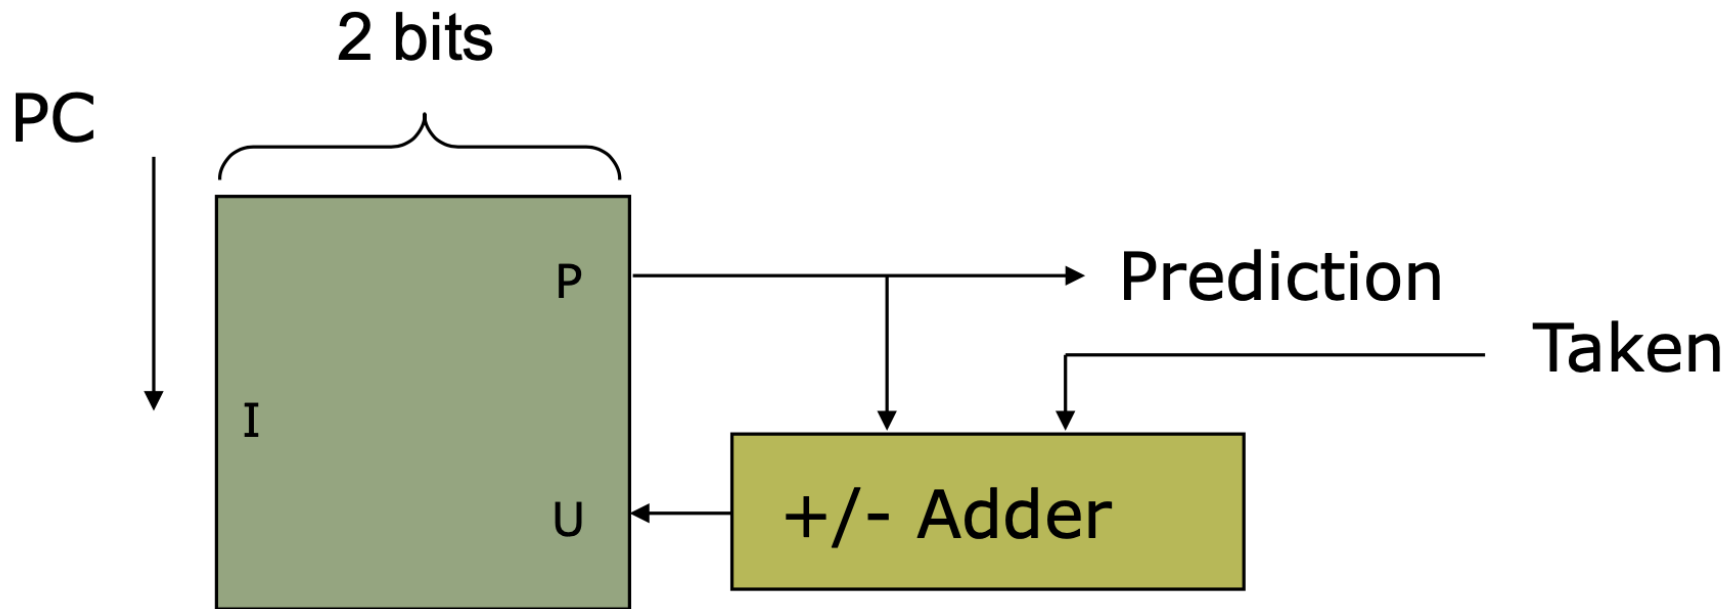 2 bits
PC
P
Prediction
Taken
I
U
+/- Adder